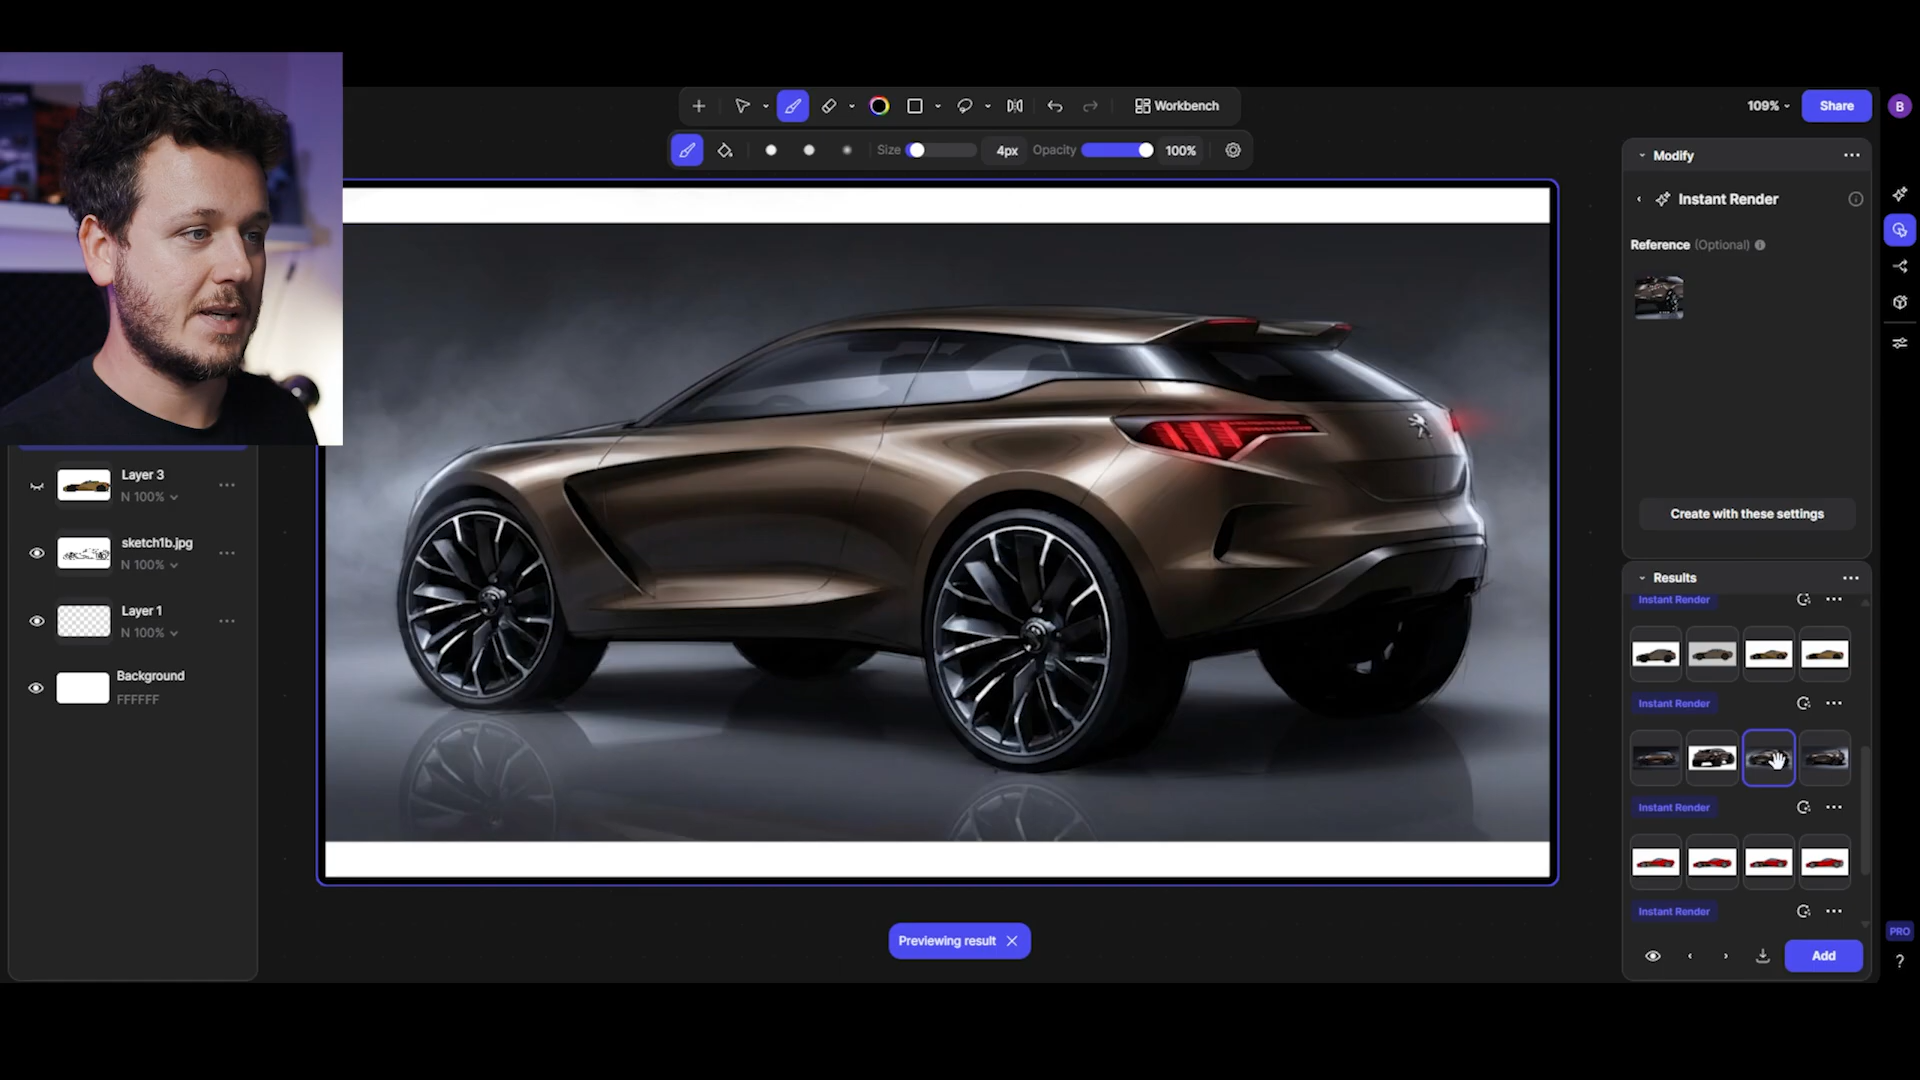 Workbench
109%
Share
B
Size
4px
Opacity
100%
Modify
Instant Render
Reference (Optional)
Create with these settings
Layer 3
N 100%
sketch1b.jpg
N 100%
Layer 1
N 100%
Background
FFFFFF
Results
Instant Render
Instant Render
Instant Render
Instant Render
Previewing result
Add
PRO
?